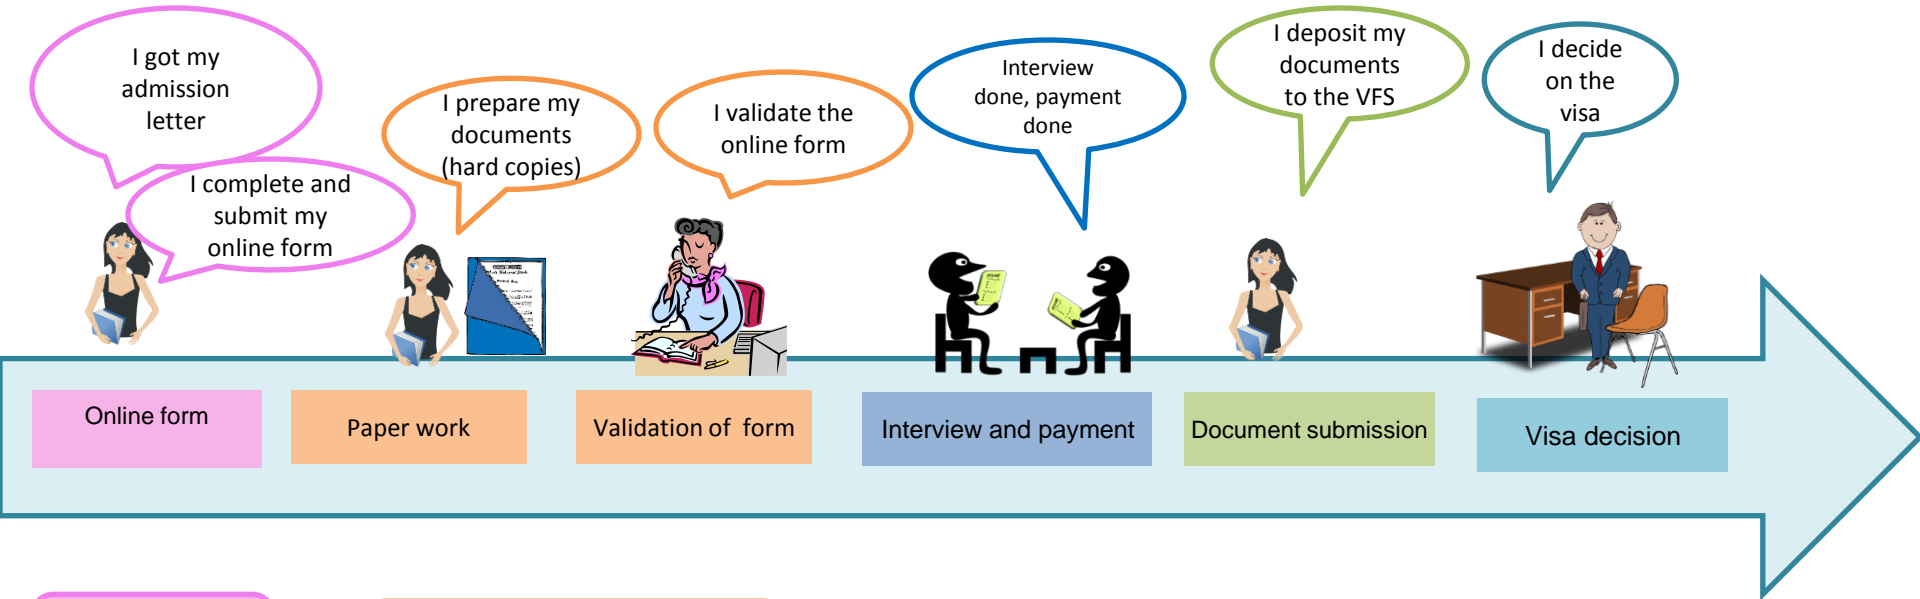 I got my
admission
letter
I complete and
submit my
online form
I prepare my
documents
(hard copies)
I validate the
online form
Interview
done, payment
done
I deposit my
documents
to the VFS
I decide
on the
visa
Online form
Paper work
Validation of  form
Interview and payment
Document submission
Visa decision